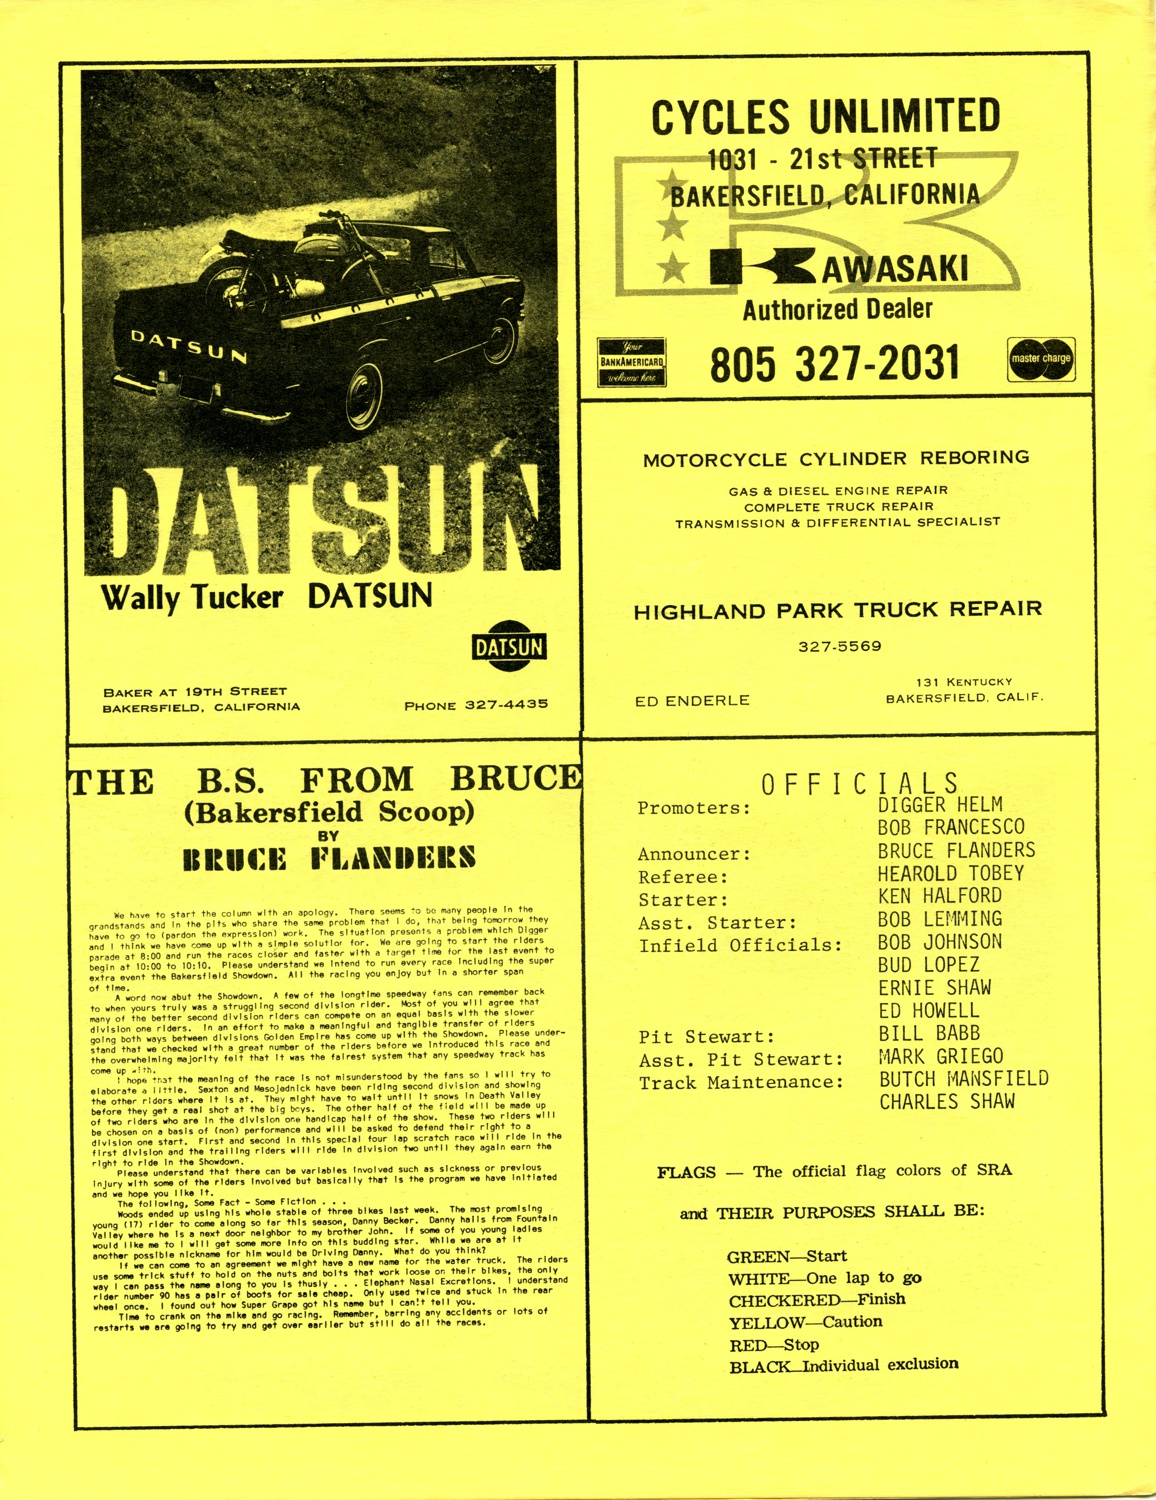 DATSUN
DATSUN
Wally Tucker DATSUN
DATSUN
BAKER AT 19TH STREET
BAKERSFIELD, CALIFORNIA
PHONE 327-4435
CYCLES UNLIMITED
1031 - 21st STREET
BAKERSFIELD, CALIFORNIA
KAWASAKI
Authorized Dealer
Your
BANKAMERICARD
welcome here
805 327-2031
master charge
MOTORCYCLE CYLINDER REBORING
GAS & DIESEL ENGINE REPAIR
COMPLETE TRUCK REPAIR
TRANSMISSION & DIFFERENTIAL SPECIALIST
HIGHLAND PARK TRUCK REPAIR
327-5569
ED ENDERLE
131 KENTUCKY
BAKERSFIELD, CALIF.
THE B.S. FROM BRUCE
(Bakersfield Scoop)
BY
BRUCE FLANDERS
We have to start the column with an apology. There seems to be many people in the
grandstands and in the pits who share the same problem that I do, that being tomorrow they
have to go to (pardon the expression) work. The situation presents a problem which Digger
and I think we have come up with a simple solution for. We are going to start the riders
parade at 8:00 and run the races closer and faster with a target time for the last event to
begin at 10:00 to 10:10. Please understand we intend to run every race including the super
extra event the Bakersfield Showdown. All the racing you enjoy but in a shorter span
of time.
A word now abut the Showdown. A few of the longtime speedway fans can remember back
to when yours truly was a struggling second division rider. Most of you will agree that
many of the better second division riders can compete on an equal basis with the slower
division one riders. In an effort to make a meaningful and tangible transfer of riders
going both ways between divisions Golden Empire has come up with the Showdown. Please under-
stand that we checked with a great number of the riders before we introduced this race and
the overwhelming majority felt that it was the fairest system that any speedway track has
come up with.
I hope that the meaning of the race is not misunderstood by the fans so I will try to
elaborate a little. Sexton and Mesojednick have been riding second division and showing
the other riders where it is at. They might have to wait until it snows in Death Valley
before they get a real shot at the big boys. The other half of the field will be made up
of two riders who are in the division one handicap half of the show. These two riders will
be chosen on a basis of (non) performance and will be asked to defend their right to a
division one start. First and second in this special four lap scratch race will ride in the
first division and the trailing riders will ride in division two until they again earn the
right to ride in the Showdown.
Please understand that there can be variables involved such as sickness or previous
injury with some of the riders involved but basically that is the program we have initiated
and we hope you like it.
The following, Some Fact - Some Fiction . . .
Woods ended up using his whole stable of three bikes last week. The most promising
young (17) rider to come along so far this season, Danny Becker. Danny hails from Fountain
Valley where he is a next door neighbor to my brother John. If some of you young ladies
would like me to I will get some more info on this budding star. While we are at it
another possible nickname for him would be Driving Danny. What do you think?
If we can come to an agreement we might have a new name for the water truck. The riders
use some trick stuff to hold on the nuts and bolts that work loose on their bikes, the only
way I can pass the name along to you is thusly . . . Elephant Nasal Excretions. I understand
rider number 90 has a pair of boots for sale cheap. Only used twice and stuck in the rear
wheel once. I found out how Super Grape got his name but I can't tell you.
Time to crank on the mike and go racing. Remember, barring any accidents or lots of
restarts we are going to try and get over earlier but still do all the races.
OFFICIALS
Promoters: DIGGER HELM
BOB FRANCESCO
Announcer: BRUCE FLANDERS
Referee: HEAROLD TOBEY
Starter: KEN HALFORD
Asst. Starter: BOB LEMMING
Infield Officials: BOB JOHNSON
BUD LOPEZ
ERNIE SHAW
ED HOWELL
Pit Stewart: BILL BABB
Asst. Pit Stewart: MARK GRIEGO
Track Maintenance: BUTCH MANSFIELD
CHARLES SHAW
FLAGS — The official flag colors of SRA
and THEIR PURPOSES SHALL BE:
GREEN—Start
WHITE—One lap to go
CHECKERED—Finish
YELLOW—Caution
RED—Stop
BLACK—Individual exclusion